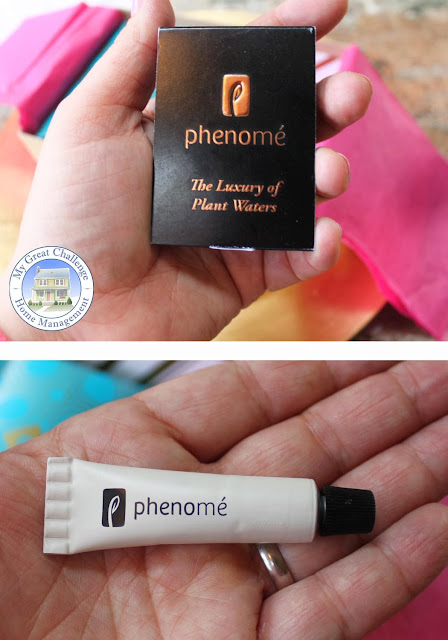 phenomé
The Luxury of
Plant Waters
My Great Challenge
Home Management
phenomé